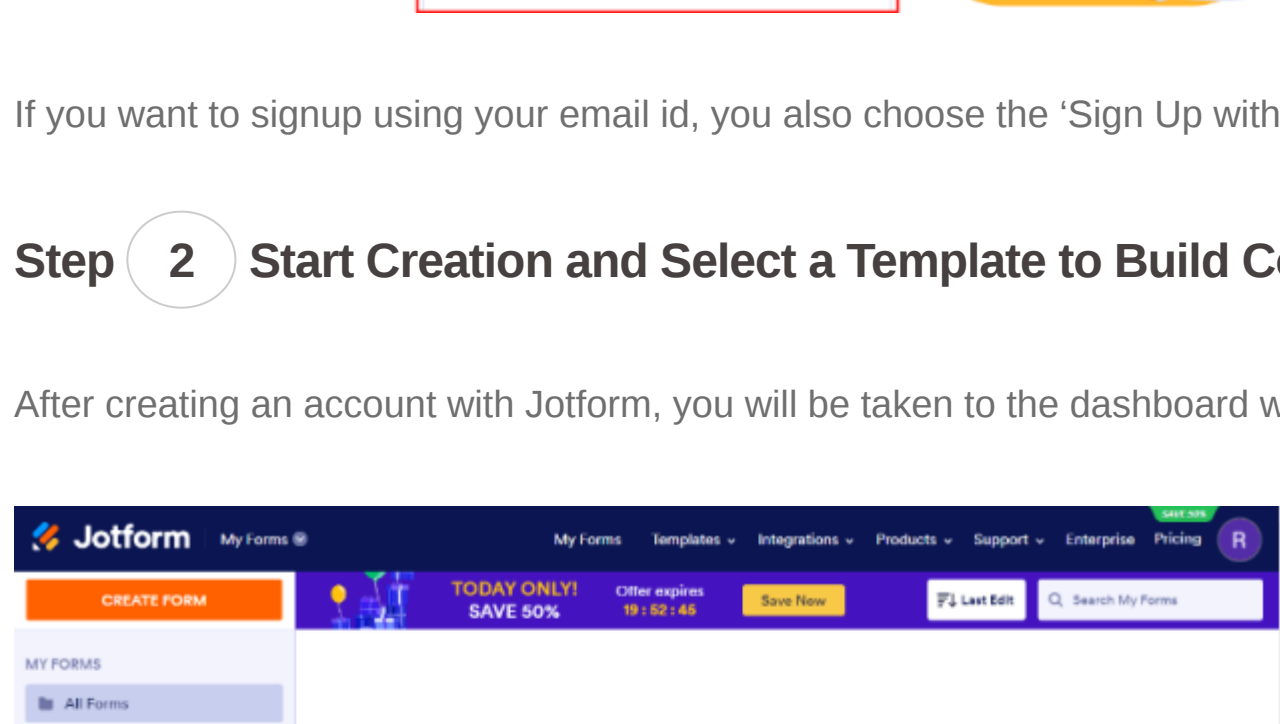 If you want to signup using your email id, you also choose the ‘Sign Up with
Step 2 Start Creation and Select a Template to Build
After creating an account with Jotform, you will be taken to the dashboard
Jotform My Forms My Forms Templates Integrations Products Support Enterprise Pricing R
SAVE 50%
CREATE FORM TODAY ONLY! Offer expires Save Now Last Edit Search My Forms
SAVE 50% 19 : 52 : 45
MY FORMS
All Forms